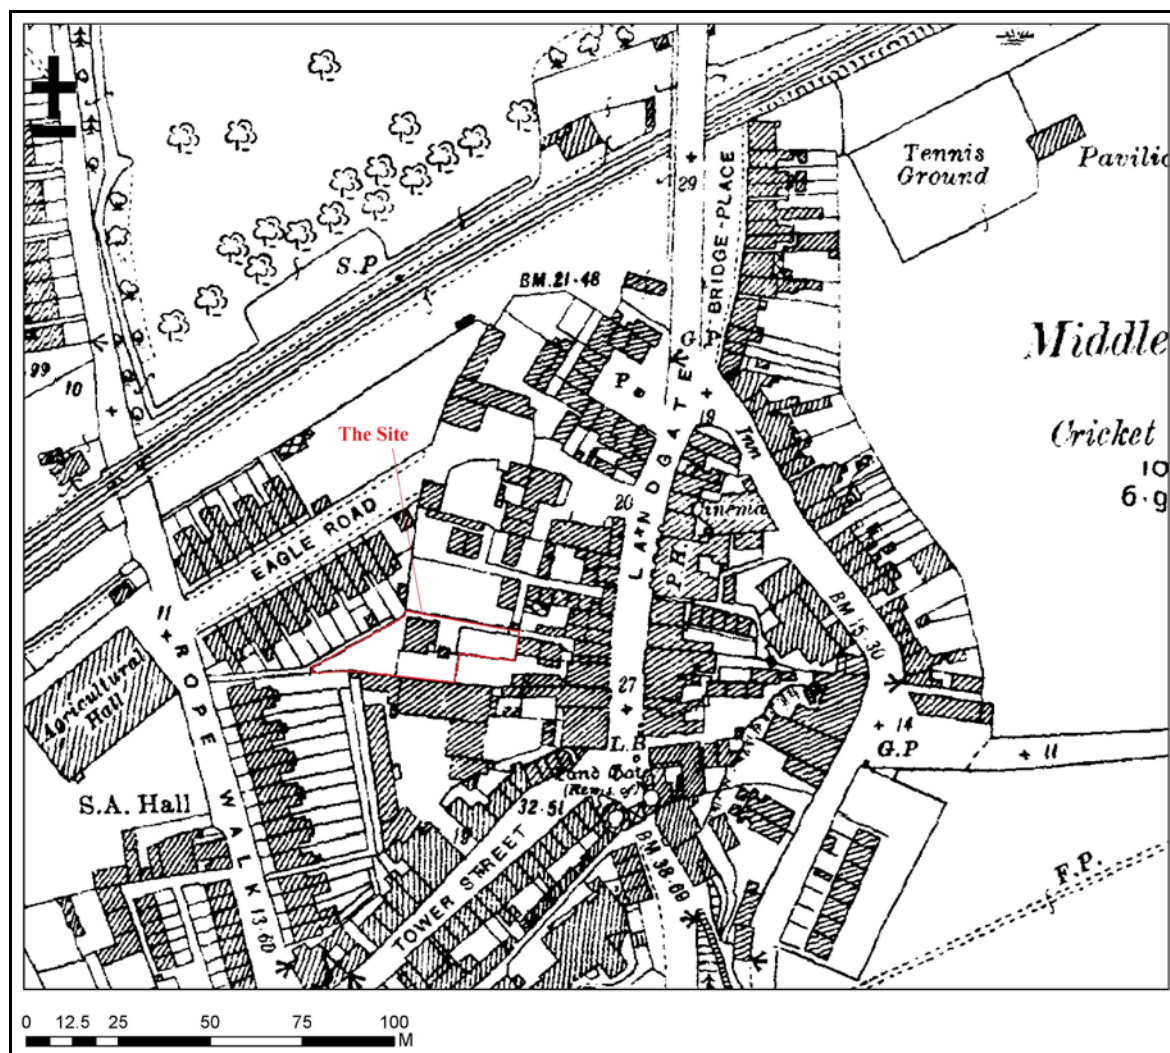 Tennis
Ground
Pavilio
29
BRIDGE-PLACE
S.P
BM.21·48
G.P
Middle
99
10
P
19
Inn
The Site
Cricket
10
6·9
LANDGATE
20
Cinema
EAGLE ROAD
P.H.
BM 15.30
11
ROPE WALK
Agricultural
Hall
27
14
G.P
11
L.B
Land Gate
(Rems of)
S.A. Hall
32·51
TOWER STREET
BM.38.60
F.P.
13·60
0 12.5 25 50 75 100
M